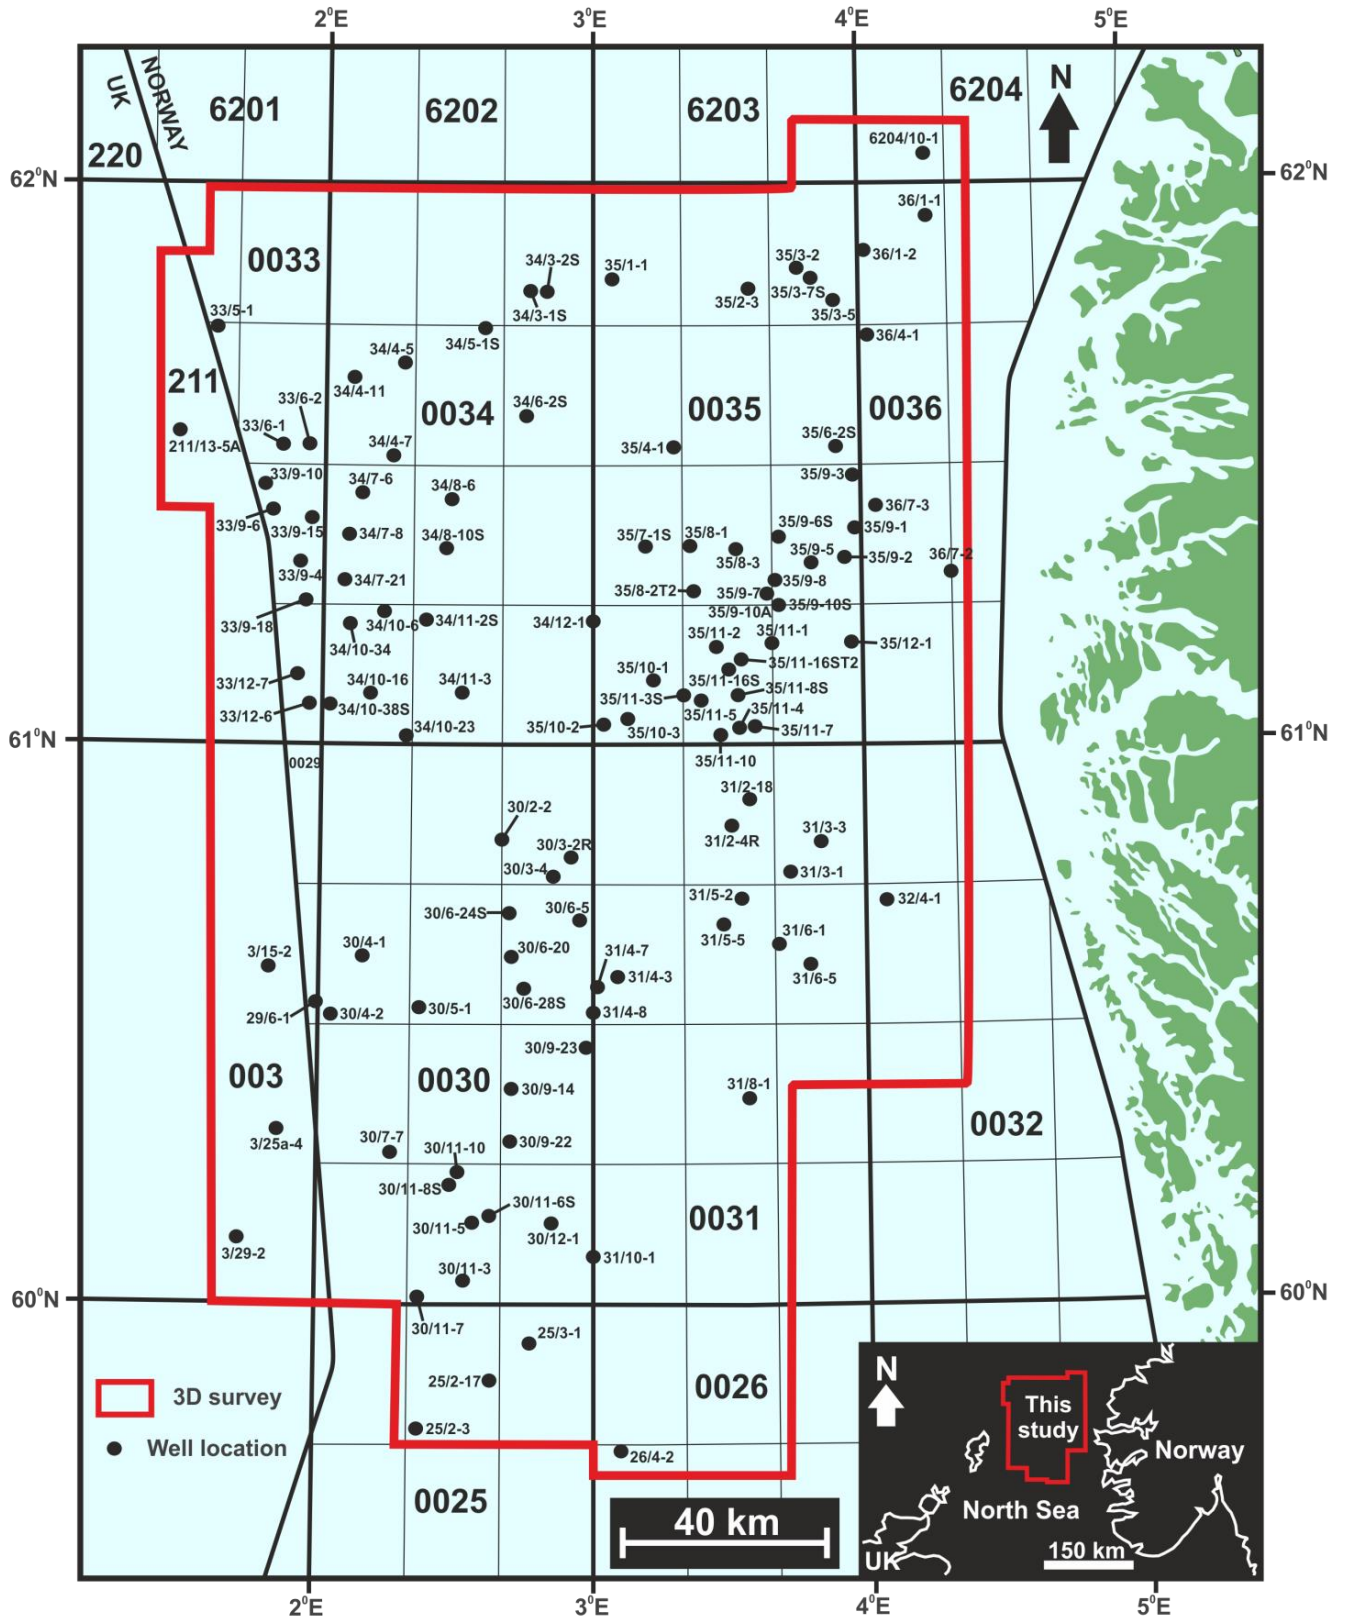 2°E
3°E
4°E
5°E
UK
NORWAY
6201
6202
6203
6204
N
220
6204/10-1
62°N
62°N
36/1-1
0033
34/3-2S
35/1-1
35/3-2
36/1-2
35/2-3
35/3-7S
33/5-1
34/3-1S
35/3-5
34/5-1S
36/4-1
34/4-5
211
34/4-11
33/6-2
34/6-2S
0034
0035
0036
33/6-1
34/4-7
35/6-2S
211/13-5A
35/4-1
33/9-10
34/7-6
34/8-6
35/9-3
36/7-3
33/9-6
33/9-15
34/7-8
34/8-10S
35/7-1S
35/8-1
35/9-6S
35/9-1
35/8-3
35/9-5
35/9-2
36/7-2
33/9-4
34/7-21
35/8-2T2
35/9-7
35/9-8
35/9-10A
35/9-10S
33/9-18
34/10-6
34/11-2S
34/12-1
35/11-2
35/11-1
34/10-34
35/12-1
35/11-16ST2
33/12-7
34/10-16
34/11-3
35/10-1
35/11-16S
35/11-8S
33/12-6
34/10-38S
35/11-3S
35/11-5
35/11-4
34/10-23
35/10-2
35/10-3
35/11-7
61°N
61°N
0029
35/11-10
31/2-18
30/2-2
31/3-3
30/3-2R
31/2-4R
30/3-4
31/3-1
31/5-2
32/4-1
30/6-24S
30/6-5
31/5-5
31/6-1
3/15-2
30/4-1
30/6-20
31/4-7
31/4-3
31/6-5
30/6-28S
29/6-1
30/4-2
30/5-1
31/4-8
30/9-23
003
0030
30/9-14
31/8-1
0032
3/25a-4
30/7-7
30/11-10
30/9-22
30/11-8S
30/11-6S
0031
30/11-5
30/12-1
3/29-2
31/10-1
30/11-3
60°N
60°N
30/11-7
25/3-1
25/2-17
0026
25/2-3
26/4-2
0025
3D survey
Well location
40 km
N
This
study
Norway
North Sea
UK
150 km
2°E
3°E
4°E
5°E